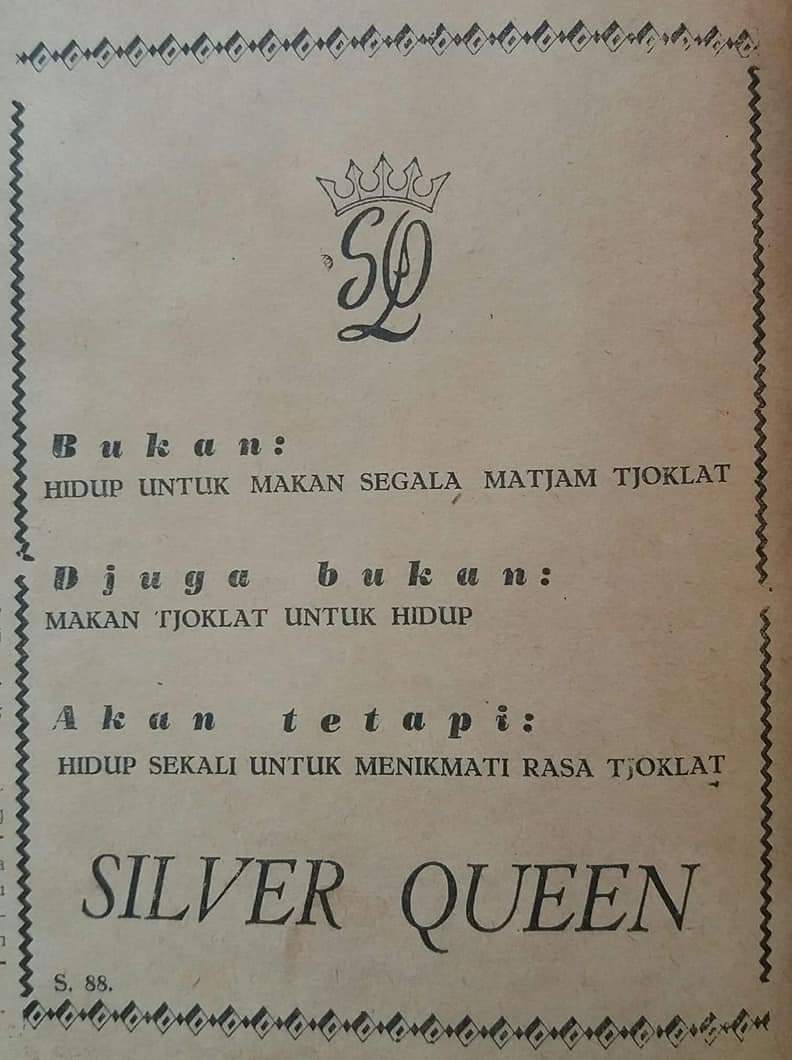 SQ
Bukan:
HIDUP UNTUK MAKAN SEGALA MATJAM TJOKLAT
Djuga bukan:
MAKAN TJOKLAT UNTUK HIDUP
Akan tetapi:
HIDUP SEKALI UNTUK MENIKMATI RASA TjOKLAT
SILVER QUEEN
S. 88.